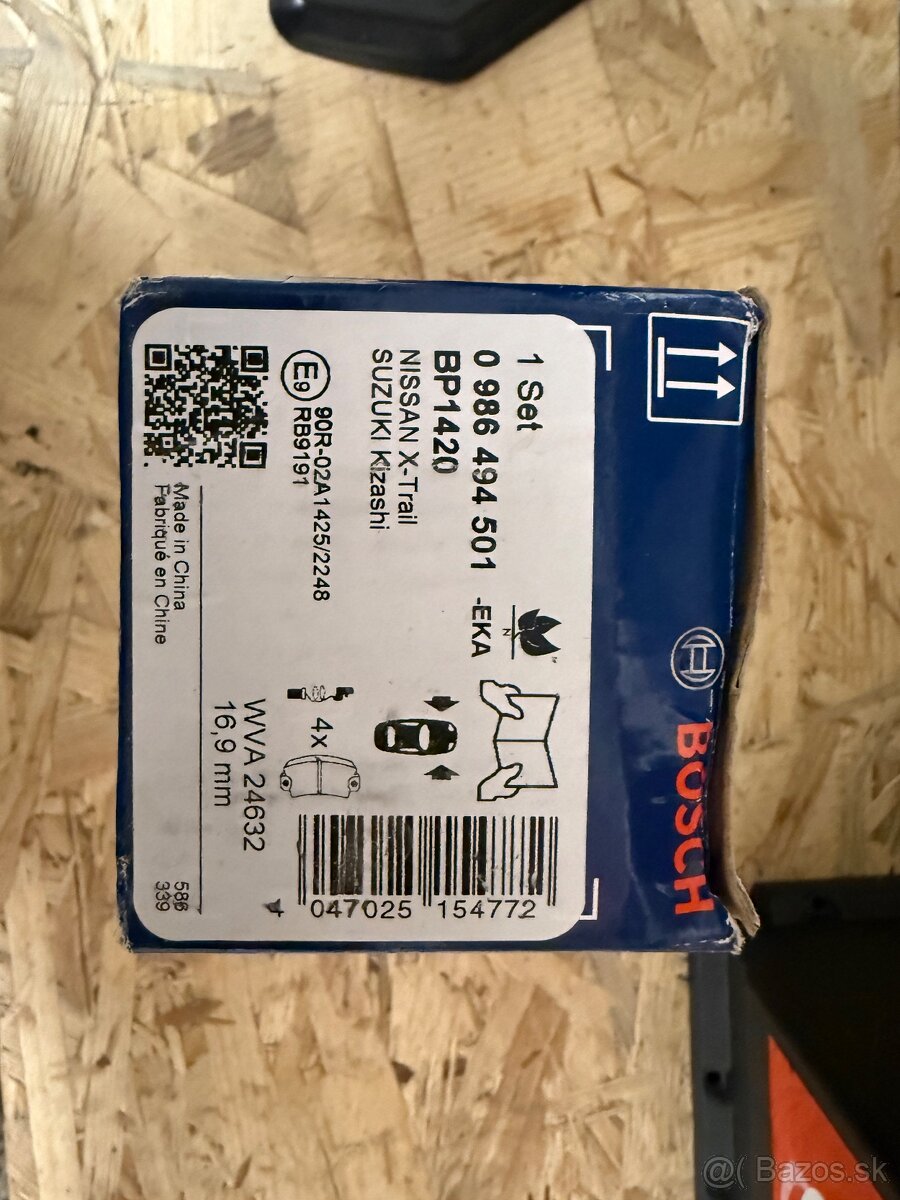 BOSCH
1 Set
0 986 494 501 -EKA
BP1420
NISSAN X-Trail
SUZUKI Kizashi
E9 90R-02A1425/2248
RB9191
Made in China
Fabriqué en Chine
N
4x
WVA 24632
16,9 mm
4 047025 154772
586
339
@( Bazos.sk